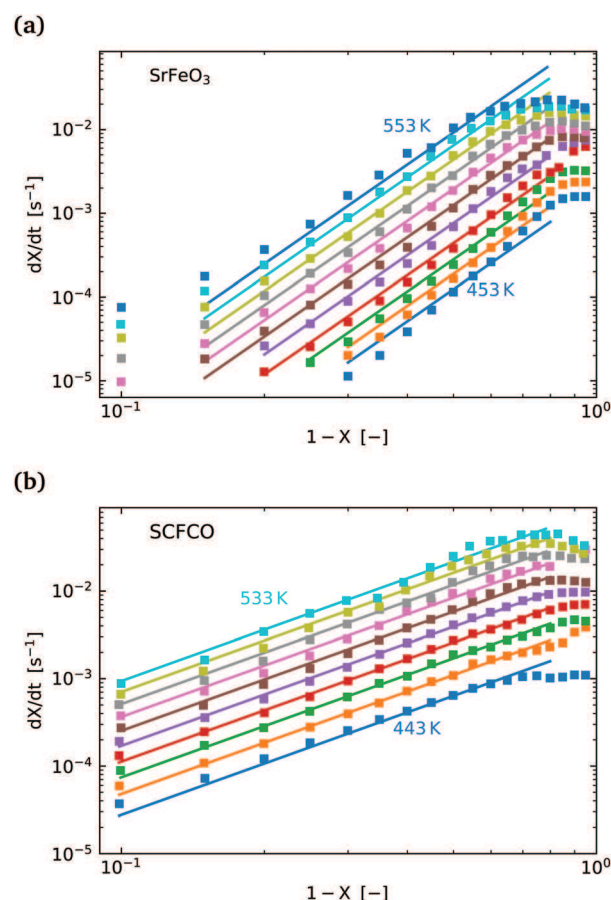 (a)
SrFeO₃
553 K
453 K
dX/dt [s⁻¹]
10⁻²
10⁻³
10⁻⁴
10⁻⁵
10⁻¹
10⁰
1 − X [−]
(b)
SCFCO
533 K
443 K
dX/dt [s⁻¹]
10⁻²
10⁻³
10⁻⁴
10⁻⁵
10⁻¹
10⁰
1 − X [−]